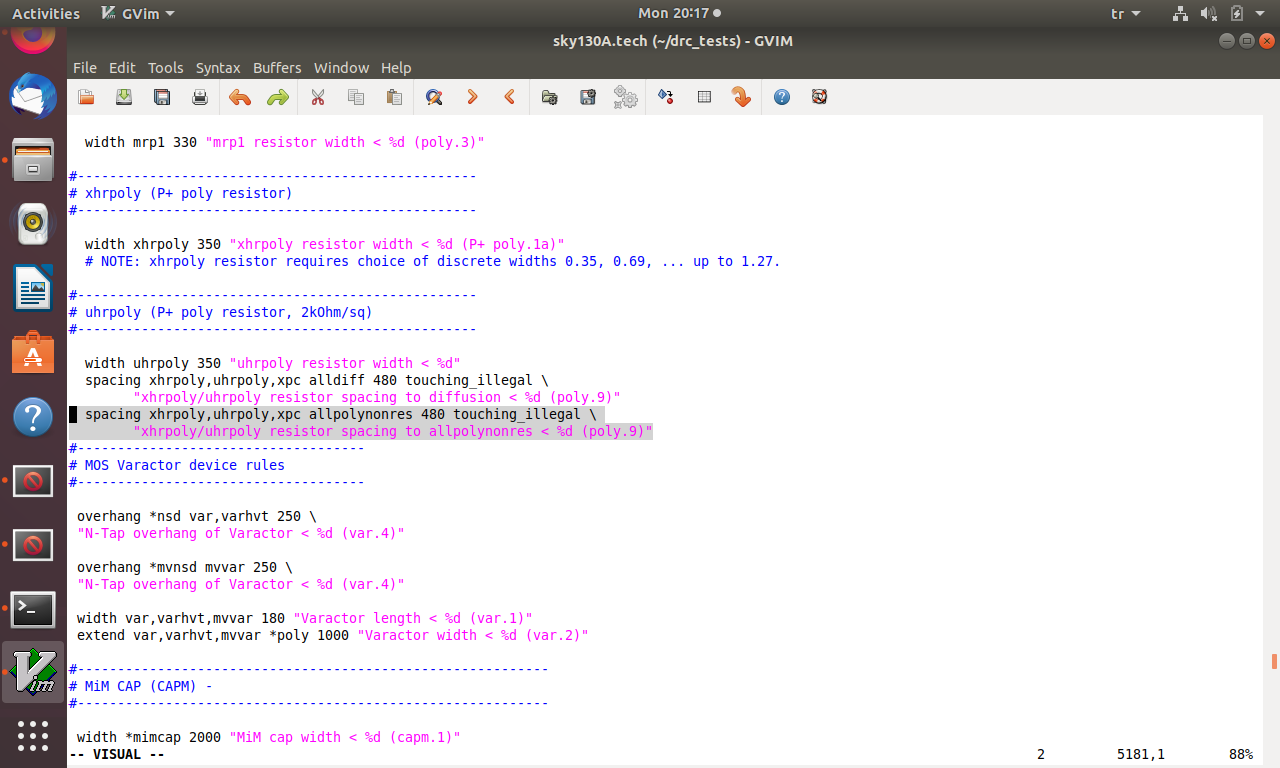 Activities GVim Mon 20:17 tr
sky130A.tech (~/drc_tests) - GVIM
File Edit Tools Syntax Buffers Window Help
width mrp1 330 "mrp1 resistor width < %d (poly.3)"
#--------------------------------------------------
# xhrpoly (P+ poly resistor)
#--------------------------------------------------
width xhrpoly 350 "xhrpoly resistor width < %d (P+ poly.1a)"
# NOTE: xhrpoly resistor requires choice of discrete widths 0.35, 0.69, ... up to 1.27.
#--------------------------------------------------
# uhrpoly (P+ poly resistor, 2kOhm/sq)
#--------------------------------------------------
width uhrpoly 350 "uhrpoly resistor width < %d"
spacing xhrpoly,uhrpoly,xpc alldiff 480 touching_illegal \
"xhrpoly/uhrpoly resistor spacing to diffusion < %d (poly.9)"
spacing xhrpoly,uhrpoly,xpc allpolynonres 480 touching_illegal \
"xhrpoly/uhrpoly resistor spacing to allpolynonres < %d (poly.9)"
#------------------------------------
# MOS Varactor device rules
#------------------------------------
overhang *nsd var,varhvt 250 \
"N-Tap overhang of Varactor < %d (var.4)"
overhang *mvnsd mvvar 250 \
"N-Tap overhang of Varactor < %d (var.4)"
width var,varhvt,mvvar 180 "Varactor length < %d (var.1)"
extend var,varhvt,mvvar *poly 1000 "Varactor width < %d (var.2)"
#-----------------------------------------------------------
# MiM CAP (CAPM) -
#-----------------------------------------------------------
width *mimcap 2000 "MiM cap width < %d (capm.1)"
-- VISUAL -- 2 5181,1 88%